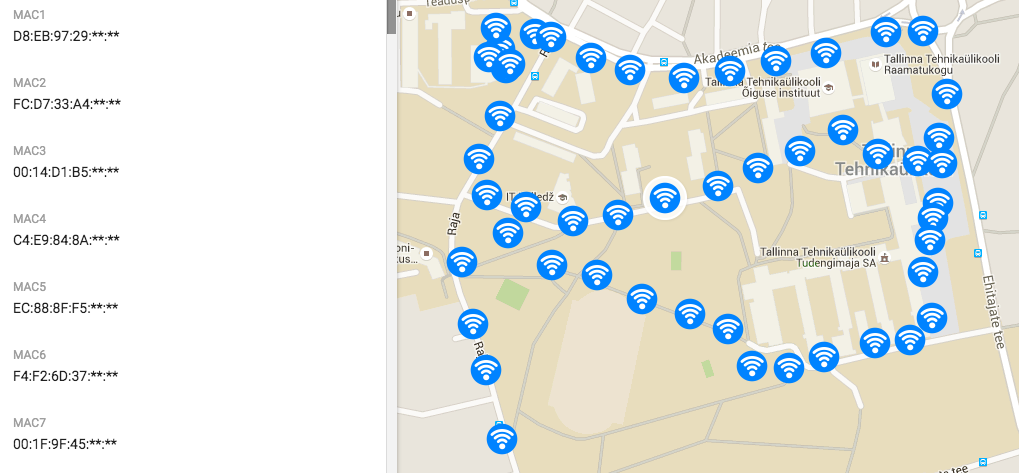 MAC1
D8:EB:97:29:**:**
MAC2
FC:D7:33:A4:**:**
MAC3
00:14:D1:B5:**:**
MAC4
C4:E9:84:8A:**:**
MAC5
EC:88:8F:F5:**:**
MAC6
F4:F2:6D:37:**:**
MAC7
00:1F:9F:45:**:**
Akadeemia tee
Tallinna Tehnikaülikooli
Raamatukogu
Tallinna Tehnikaülikooli
Õiguse instituut
Raja
Tallinna Tehnikaülikooli
Tudengimaja SA
Ehitajate tee